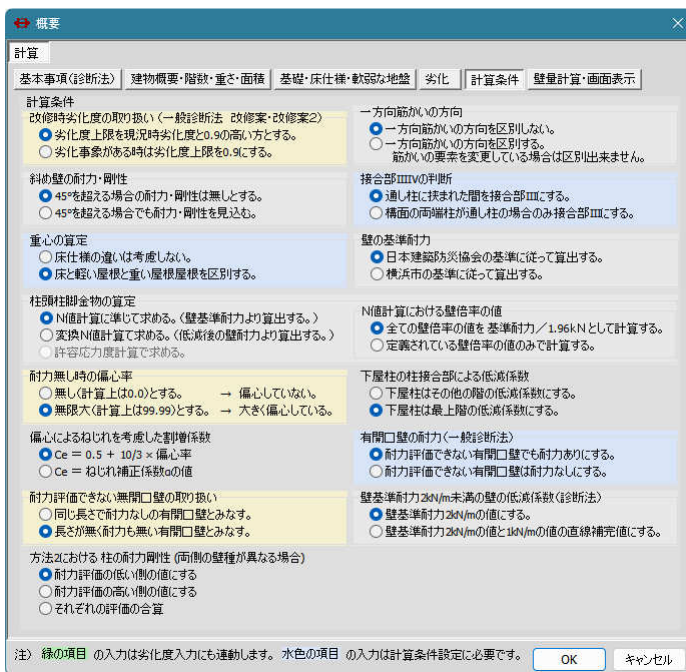 概要
計算
基本事項(診断法) 建物概要・階数・重さ・面積 基礎・床仕様・軟弱な地盤 劣化 計算条件 壁量計算・画面表示
計算条件
改修時劣化度の取り扱い(一般診断法 改修案・改修案2)
劣化度上限を現況時劣化度と0.9の高い方とする。
劣化事象がある時は劣化度上限を0.9にする。
斜め壁の耐力・剛性
45°を超える場合の耐力・剛性は無しとする。
45°を超える場合でも耐力・剛性を見込む。
重心の算定
床仕様の違いは考慮しない。
床と軽い屋根と重い屋根屋根を区別する。
柱頭柱脚金物の算定
N値計算に準じて求める。(壁基準耐力より算出する。)
変換N値計算で求める。(低減後の壁耐力より算出する。)
許容応力度計算で求める。
耐力無し時の偏心率
無し(計算上は0.0)とする。 → 偏心していない。
無限大(計算上は99.99)とする。 → 大きく偏心している。
偏心によるねじれを考慮した割増係数
Ce = 0.5 + 10/3 × 偏心率
Ce = ねじれ補正係数αの値
耐力評価できない無開口壁の取り扱い
同じ長さで耐力なしの有開口壁とみなす。
長さが無く耐力も無い有開口壁とみなす。
方法2における 柱の耐力剛性 (両側の壁種が異なる場合)
耐力評価の低い側の値にする
耐力評価の高い側の値にする
それぞれの評価の合算
一方向筋かいの方向
一方向筋かいの方向を区別しない。
一方向筋かいの方向を区別する。
筋かいの要素を変更している場合は区別出来ません。
接合部ⅢⅣの判断
通し柱に挟まれた間を接合部Ⅲにする。
構面の両端柱が通し柱の場合のみ接合部Ⅲにする。
壁の基準耐力
日本建築防災協会の基準に従って算出する。
横浜市の基準に従って算出する。
N値計算における壁倍率の値
全ての壁倍率の値を 基準耐力/1.96kN として計算する。
定義されている壁倍率の値のみで計算する。
下屋柱の柱接合部による低減係数
下屋柱はその他の階の低減係数にする。
下屋柱は最上階の低減係数にする。
有開口壁の耐力(一般診断法)
耐力評価できない有開口壁でも耐力ありにする。
耐力評価できない有開口壁は耐力なしにする。
壁基準耐力2kN/m未満の壁の低減係数(診断法)
壁基準耐力2kN/mの値にする。
壁基準耐力2kN/mの値と1kN/mの値の直線補完値にする。
注) 緑の項目 の入力は劣化度入力にも連動します。 水色の項目 の入力は計算条件設定に必要です。 OK キャンセル